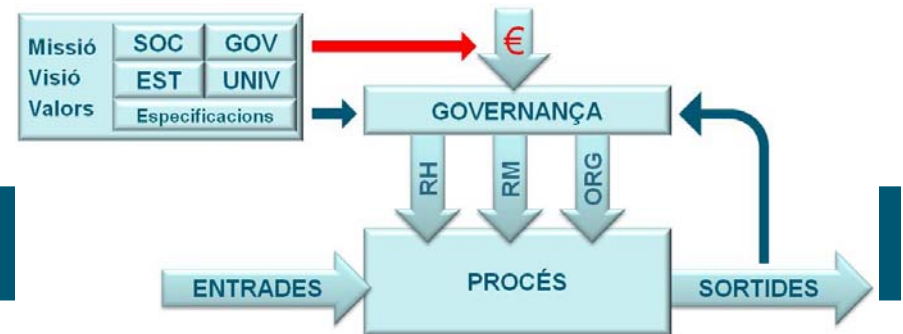 Missió
Visió
Valors
SOC
GOV
EST
UNIV
Especificacions
€
GOVERNANÇA
RH
RM
ORG
ENTRADES
PROCÉS
SORTIDES